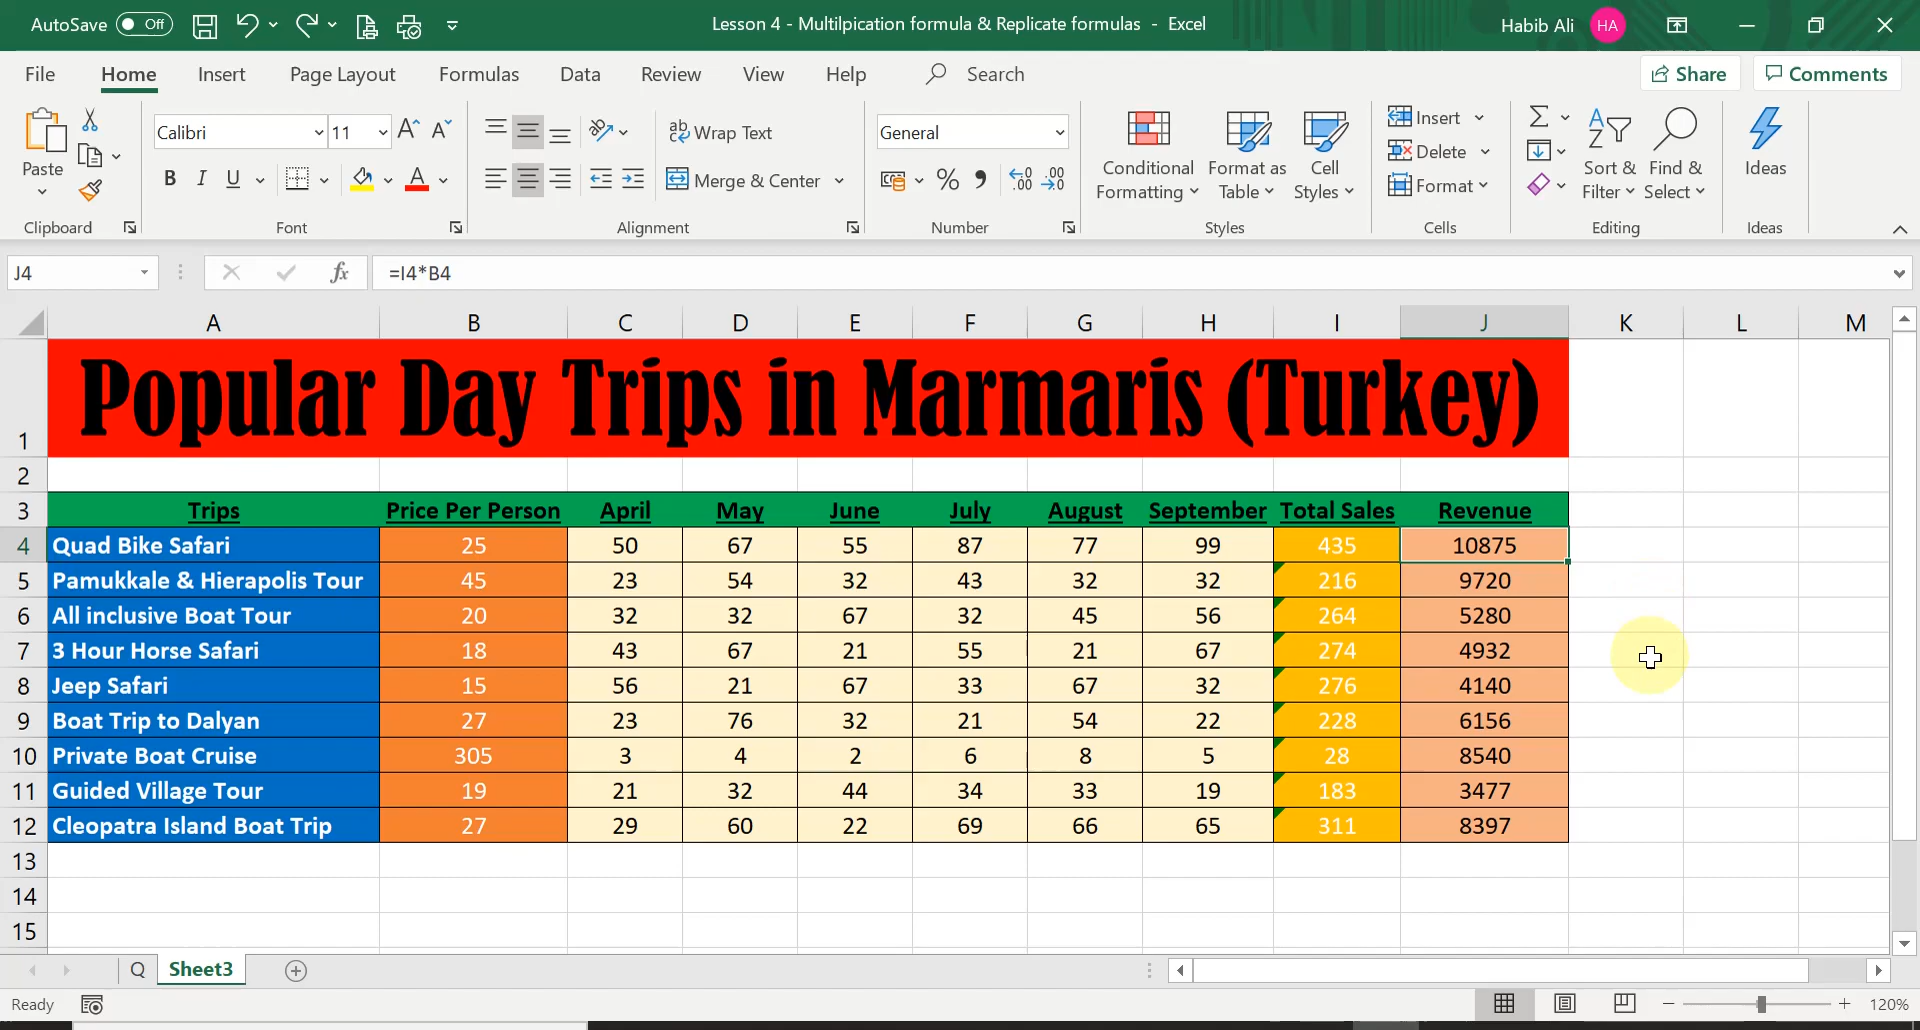 AutoSave Off Lesson 4 - Multilpication formula & Replicate formulas - Excel Habib Ali HA
File Home Insert Page Layout Formulas Data Review View Help Search Share Comments
Paste
Clipboard
Calibri 11
B I U
Font
ab Wrap Text
Merge & Center
Alignment
General
% 9 .00 .00
Number
Conditional Formatting
Format as Table
Cell Styles
Styles
Insert
Delete
Format
Cells
Sort & Filter
Find & Select
Editing
Ideas
Ideas
J4 fx =I4*B4
A B C D E F G H I J K L M
1 Popular Day Trips in Marmaris (Turkey)
2
3 Trips Price Per Person April May June July August September Total Sales Revenue
4 Quad Bike Safari 25 50 67 55 87 77 99 435 10875
5 Pamukkale & Hierapolis Tour 45 23 54 32 43 32 32 216 9720
6 All inclusive Boat Tour 20 32 32 67 32 45 56 264 5280
7 3 Hour Horse Safari 18 43 67 21 55 21 67 274 4932
8 Jeep Safari 15 56 21 67 33 67 32 276 4140
9 Boat Trip to Dalyan 27 23 76 32 21 54 22 228 6156
10 Private Boat Cruise 305 3 4 2 6 8 5 28 8540
11 Guided Village Tour 19 21 32 44 34 33 19 183 3477
12 Cleopatra Island Boat Trip 27 29 60 22 69 66 65 311 8397
13
14
15
Q Sheet3
Ready 120%